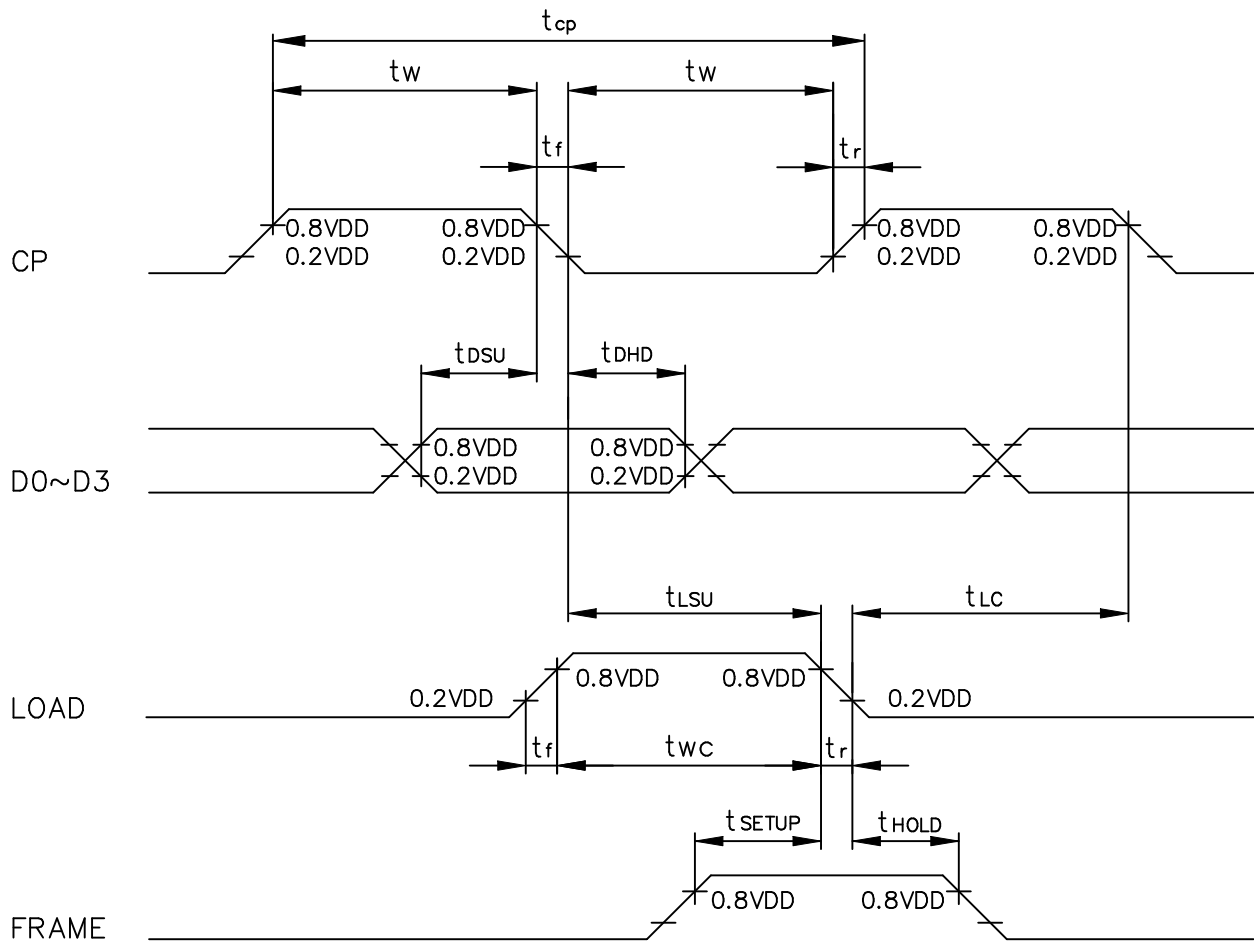 tcp
tw tw
tf tr
0.8VDD 0.8VDD 0.8VDD 0.8VDD
CP 0.2VDD 0.2VDD 0.2VDD 0.2VDD
tDSU tDHD
0.8VDD 0.8VDD
D0~D3 0.2VDD 0.2VDD
tLSU tLC
0.8VDD 0.8VDD
LOAD 0.2VDD 0.2VDD
tf twc tr
tSETUP tHOLD
0.8VDD 0.8VDD
FRAME